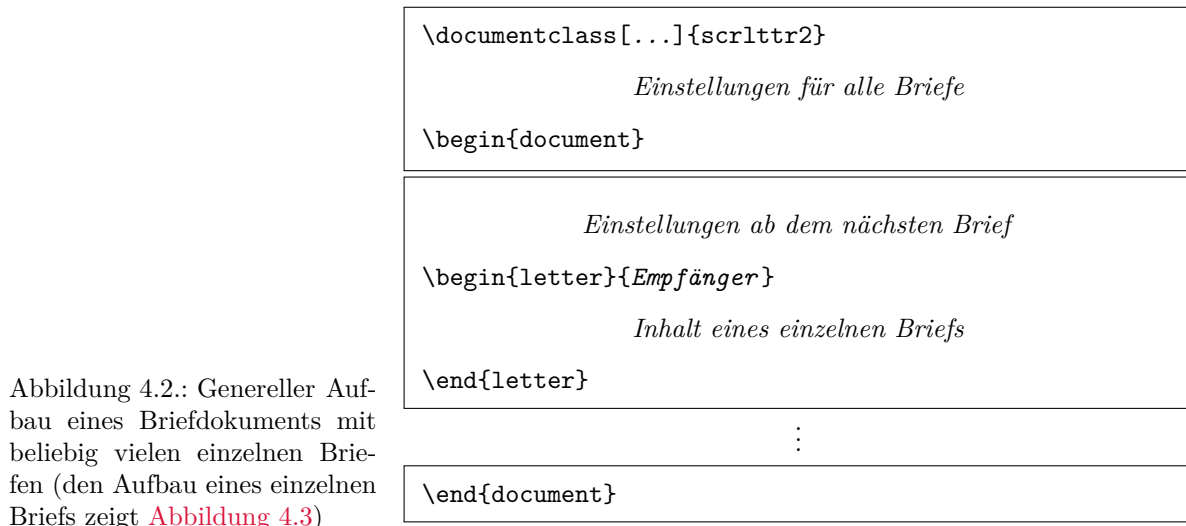 \documentclass[...]{scrlttr2}
Einstellungen für alle Briefe
\begin{document}
Einstellungen ab dem nächsten Brief
\begin{letter}{Empfänger}
Inhalt eines einzelnen Briefs
\end{letter}
⋮
\end{document}
Abbildung 4.2.: Genereller Auf-
bau eines Briefdokuments mit
beliebig vielen einzelnen Brie-
fen (den Aufbau eines einzelnen
Briefs zeigt Abbildung 4.3)